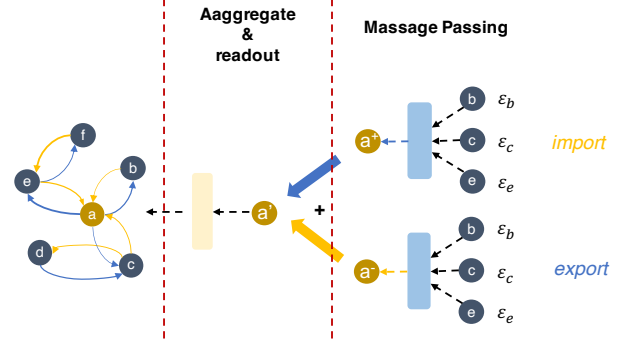 Aaggregate
&
readout
Massage Passing
f
e
b
a
d
c
a'
+
a+
b
c
e
εb
εc
εe
import
a-
b
c
e
εb
εc
εe
export